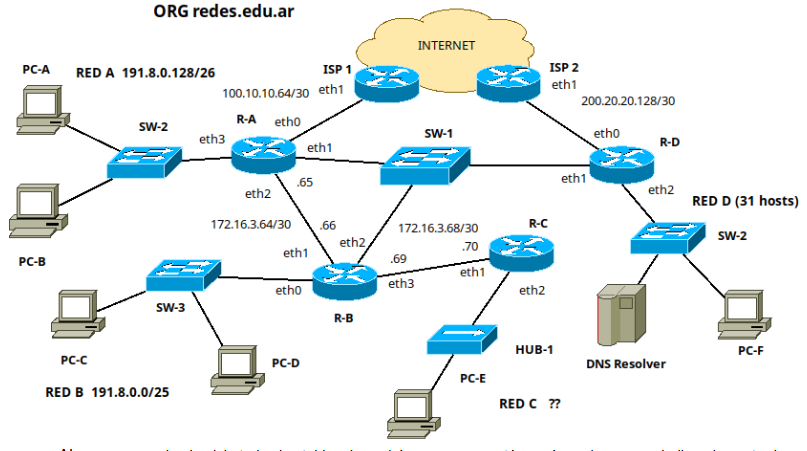 ORG redes.edu.ar
INTERNET
PC-A
RED A 191.8.0.128/26
ISP 1
ISP 2
eth1
eth1
100.10.10.64/30
200.20.20.128/30
SW-2
R-A
eth0
SW-1
eth0
R-D
eth3
eth1
eth1
eth2
.65
eth2
RED D (31 hosts)
172.16.3.64/30
.66
172.16.3.68/30
R-C
SW-2
PC-B
eth1
eth2
.70
.69
eth1
SW-3
eth0
eth3
eth2
R-B
PC-C
PC-D
HUB-1
DNS Resolver
PC-F
PC-E
RED B 191.8.0.0/25
RED C ??